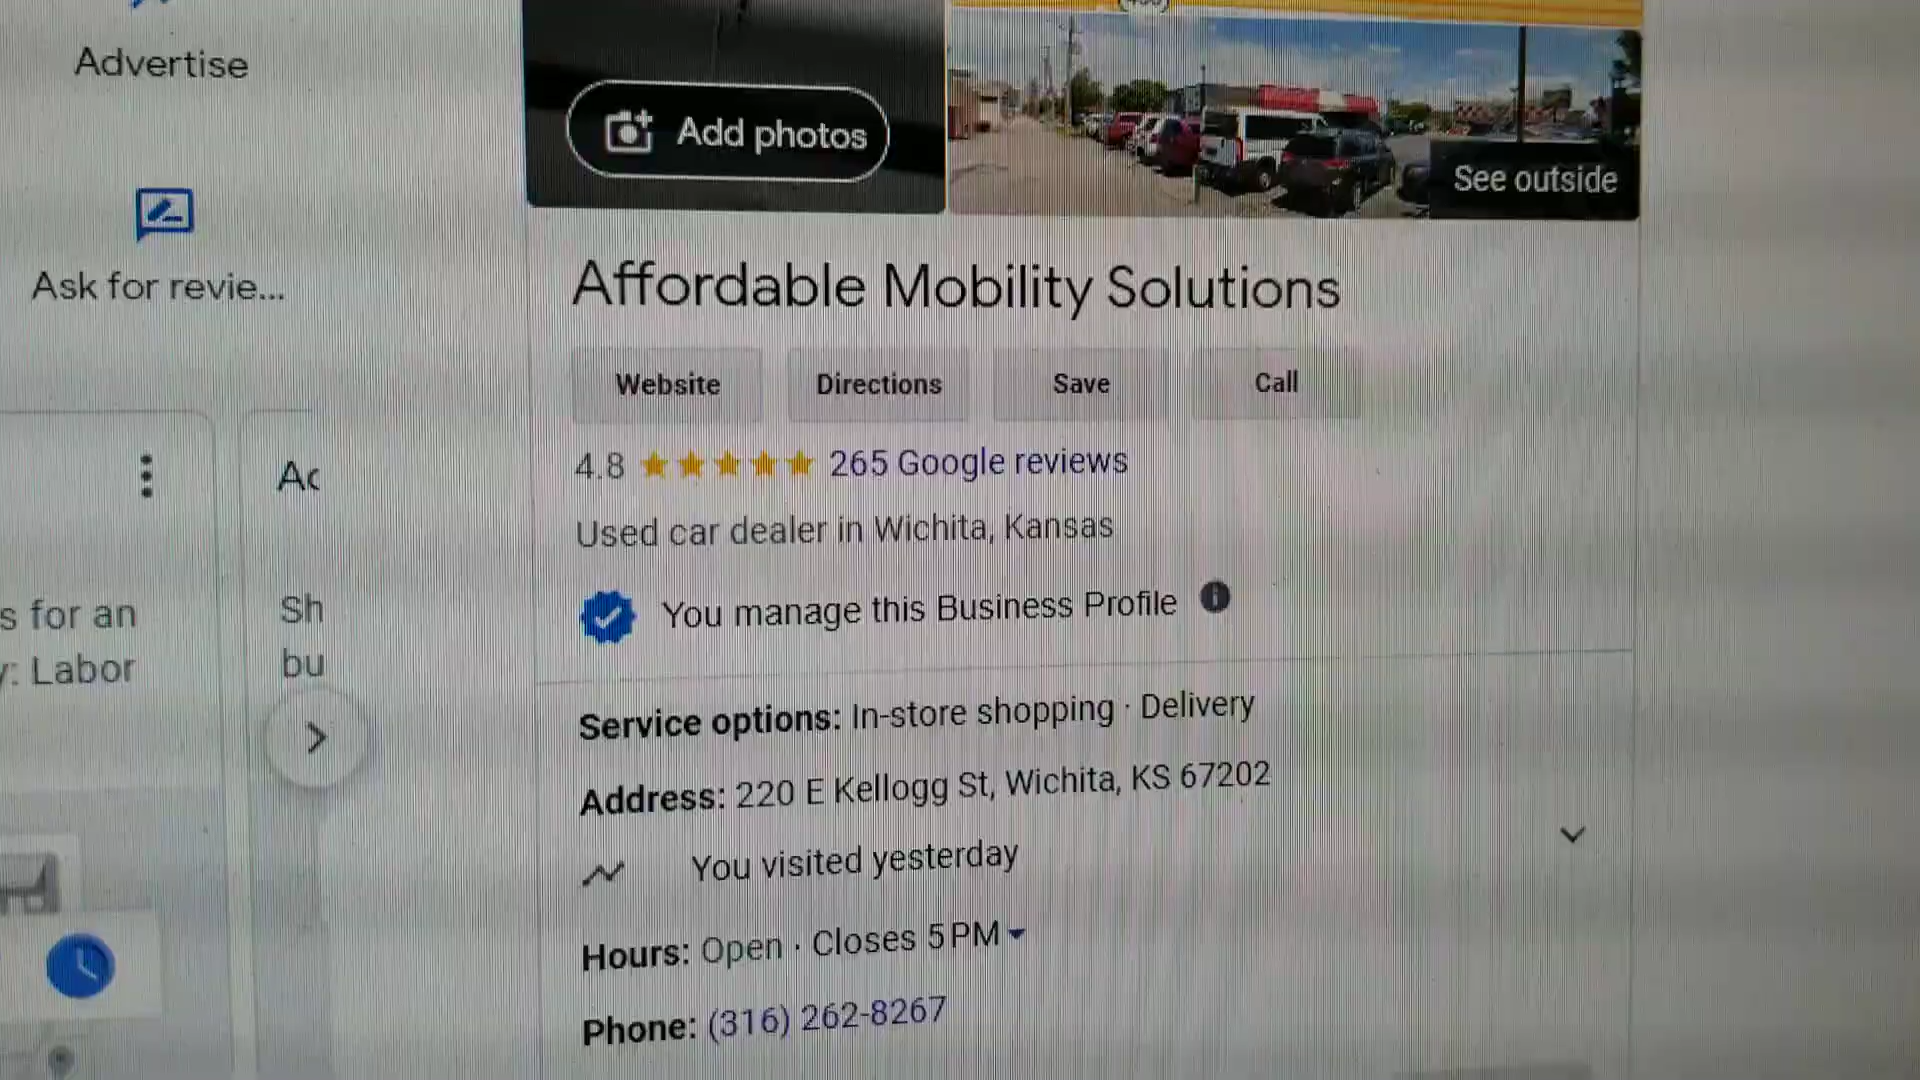 Advertise
Add photos
See outside
Ask for revie...
Affordable Mobility Solutions
Website
Directions
Save
Call
4.8
265 Google reviews
Ac
Used car dealer in Wichita, Kansas
You manage this Business Profile
s for an
y: Labor
Sh
bu
Service options: In-store shopping · Delivery
Address: 220 E Kellogg St, Wichita, KS 67202
You visited yesterday
Hours: Open · Closes 5 PM
Phone: (316) 262-8267